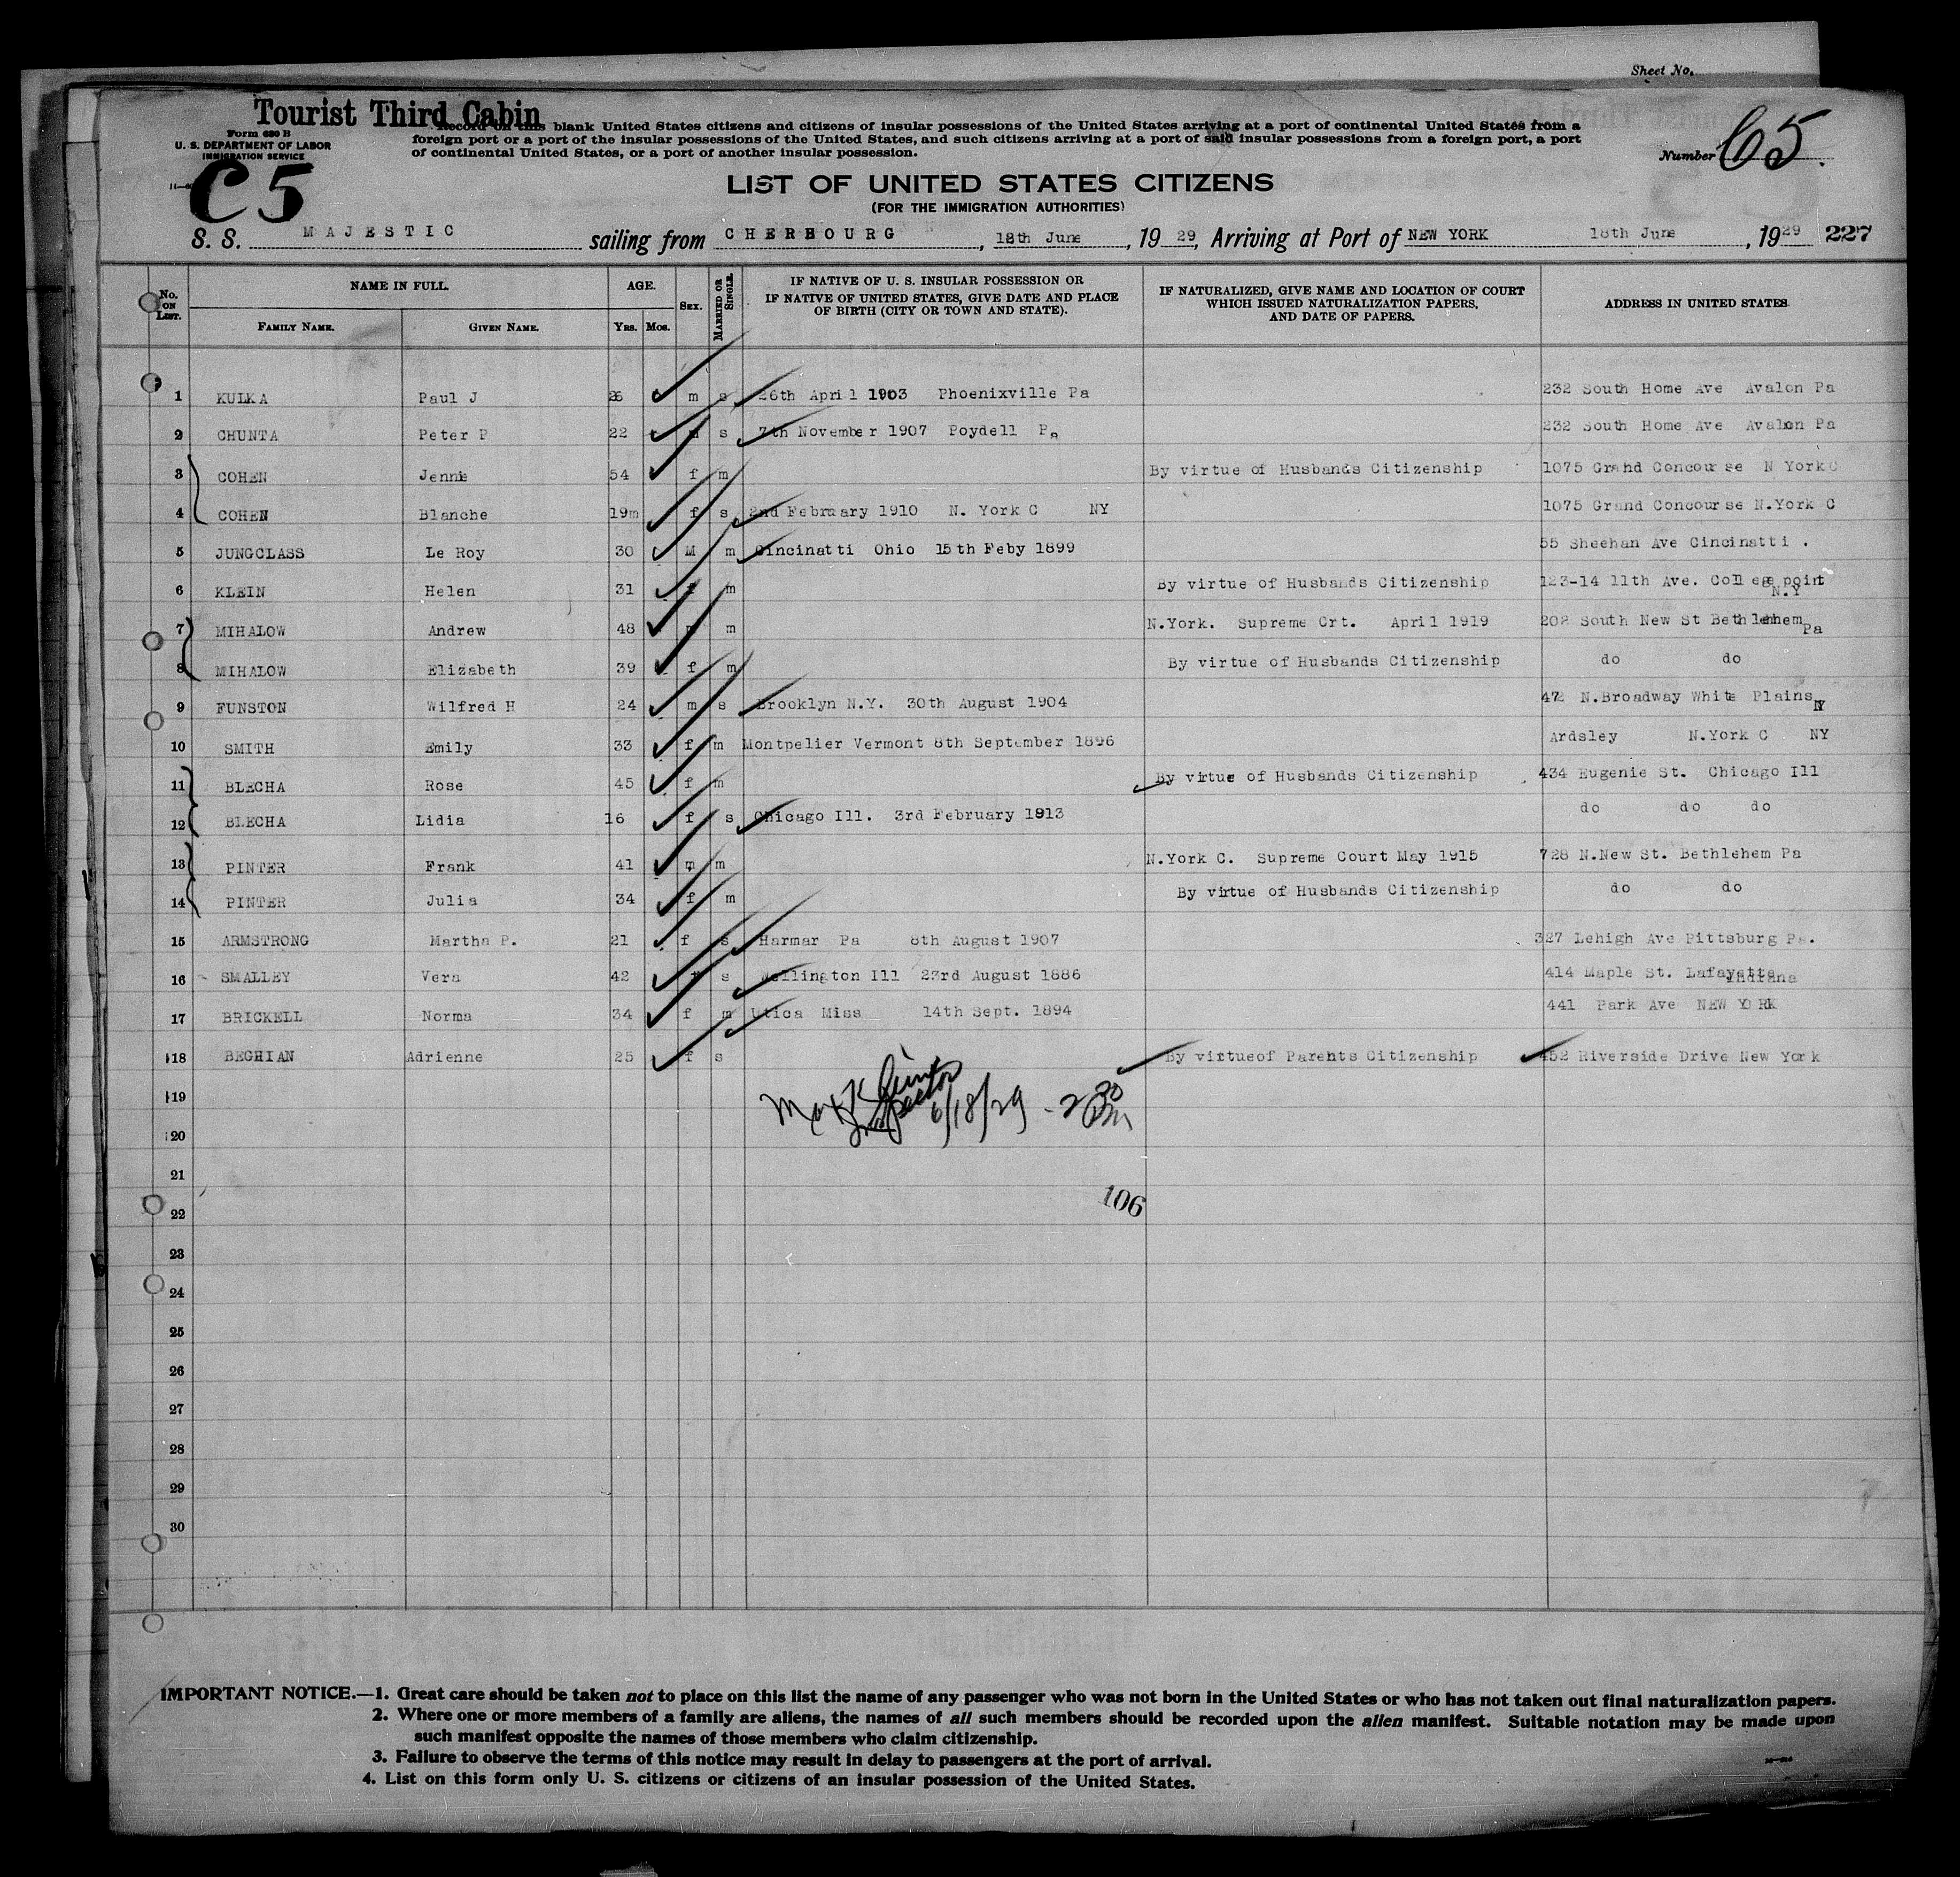 Sheet No.
Tourist Third Cabin
Form 630 B
U. S. DEPARTMENT OF LABOR
IMMIGRATION SERVICE
Record on this blank United States citizens and citizens of insular possessions of the United States arriving at a port of continental United States from a
foreign port or a port of the insular possessions of the United States, and such citizens arriving at a port of said insular possessions from a foreign port, a port
of continental United States, or a port of another insular possession.
Number 65.
C5
LIST OF UNITED STATES CITIZENS
(FOR THE IMMIGRATION AUTHORITIES)
S. S. MAJESTIC sailing from CHERBOURG, 18th June, 19 29, Arriving at Port of NEW YORK 18th June, 19 29 227
No. ON LIST. NAME IN FULL. AGE. SEX. MARRIED OR SINGLE. IF NATIVE OF U. S. INSULAR POSSESSION OR IF NATIVE OF UNITED STATES, GIVE DATE AND PLACE OF BIRTH (CITY OR TOWN AND STATE). IF NATURALIZED, GIVE NAME AND LOCATION OF COURT WHICH ISSUED NATURALIZATION PAPERS, AND DATE OF PAPERS. ADDRESS IN UNITED STATES
FAMILY NAME. GIVEN NAME. YRS. MOS.
1 KULKA Paul J 26 m s 26th April 1903 Phoenixville Pa 232 South Home Ave Avalon Pa
2 CHUNTA Peter P 22 m s 7th November 1907 Poydell Pa 232 South Home Ave Avalon Pa
3 COHEN Jennie 54 f m By virtue of Husbands Citizenship 1075 Grand Concourse N York C
4 COHEN Blanche 19m f s 2nd February 1910 N. York C NY 1075 Grand Concourse N.York C
5 JUNGCLASS Le Roy 30 M m Cincinatti Ohio 15th Feby 1899 55 Sheehan Ave Cincinatti .
6 KLEIN Helen 31 f m By virtue of Husbands Citizenship 123-14 11th Ave. College point N.Y
7 MIHALOW Andrew 48 m m N.York. Supreme Crt. April 1919 202 South New St Bethlehem Pa
8 MIHALOW Elizabeth 39 f m By virtue of Husbands Citizenship do do
9 FUNSTON Wilfred H 24 m s Brooklyn N.Y. 30th August 1904 472 N.Broadway White Plains NY
10 SMITH Emily 33 f m Montpelier Vermont 8th September 1896 Ardsley N.York C NY
11 BLECHA Rose 45 f m By virtue of Husbands Citizenship 434 Eugenie St. Chicago Ill
12 BLECHA Lidia 16 f s Chicago Ill. 3rd February 1913 do do do
13 PINTER Frank 41 m m N.York C. Supreme Court May 1915 728 N.New St. Bethlehem Pa
14 PINTER Julia 34 f m By virtue of Husbands Citizenship do do
15 ARMSTRONG Martha P. 21 f s Harmar Pa 8th August 1907 327 Lehigh Ave Pittsburg Pa.
16 SMALLEY Vera 42 f s Wellington Ill 23rd August 1886 414 Maple St. Lafayette Indiana
17 BRICKELL Norma 34 f m Utica Miss 14th Sept. 1894 441 Park Ave NEW YORK
18 BEGHIAN Adrienne 25 f s By virtueof Parents Citizenship 452 Riverside Drive New York
Inspector 6/18/29 - 2 30 Pm
19
20
21
106
22
23
24
25
26
27
28
29
30
IMPORTANT NOTICE.—1. Great care should be taken not to place on this list the name of any passenger who was not born in the United States or who has not taken out final naturalization papers.
2. Where one or more members of a family are aliens, the names of all such members should be recorded upon the alien manifest. Suitable notation may be made upon
such manifest opposite the names of those members who claim citizenship.
3. Failure to observe the terms of this notice may result in delay to passengers at the port of arrival.
4. List on this form only U. S. citizens or citizens of an insular possession of the United States.